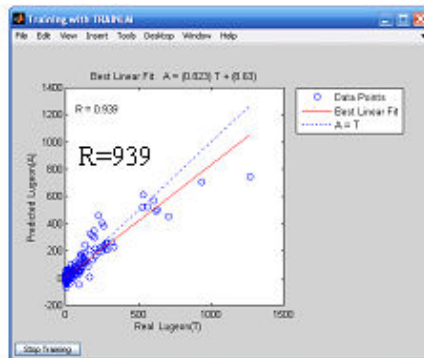 Training with TRAINLM
File Edit View Insert Tools Desktop Window Help
Best Linear Fit: A = (0.823) T + (8.63)
R = 0.939
R=939
Data Points
Best Linear Fit
A = T
Predicted Lugeon(A)
1400
1200
1000
800
600
400
200
0
-200
0 500 1000 1500
Real Lugeon(T)
Stop Training